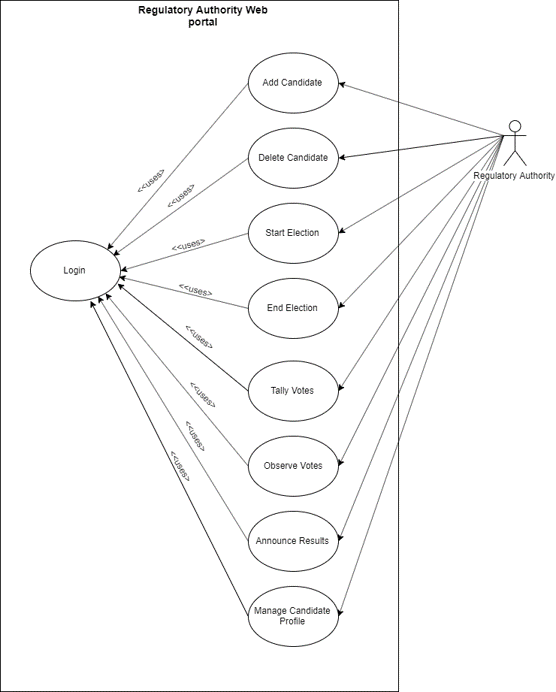 Regulatory Authority Web
portal
Add Candidate
Delete Candidate
Regulatory Authority
<<uses>>
<<uses>>
Start Election
<<uses>>
Login
<<uses>>
End Election
<<uses>>
Tally Votes
<<uses>>
Observe Votes
<<uses>>
<<uses>>
Announce Results
Manage Candidate
Profile